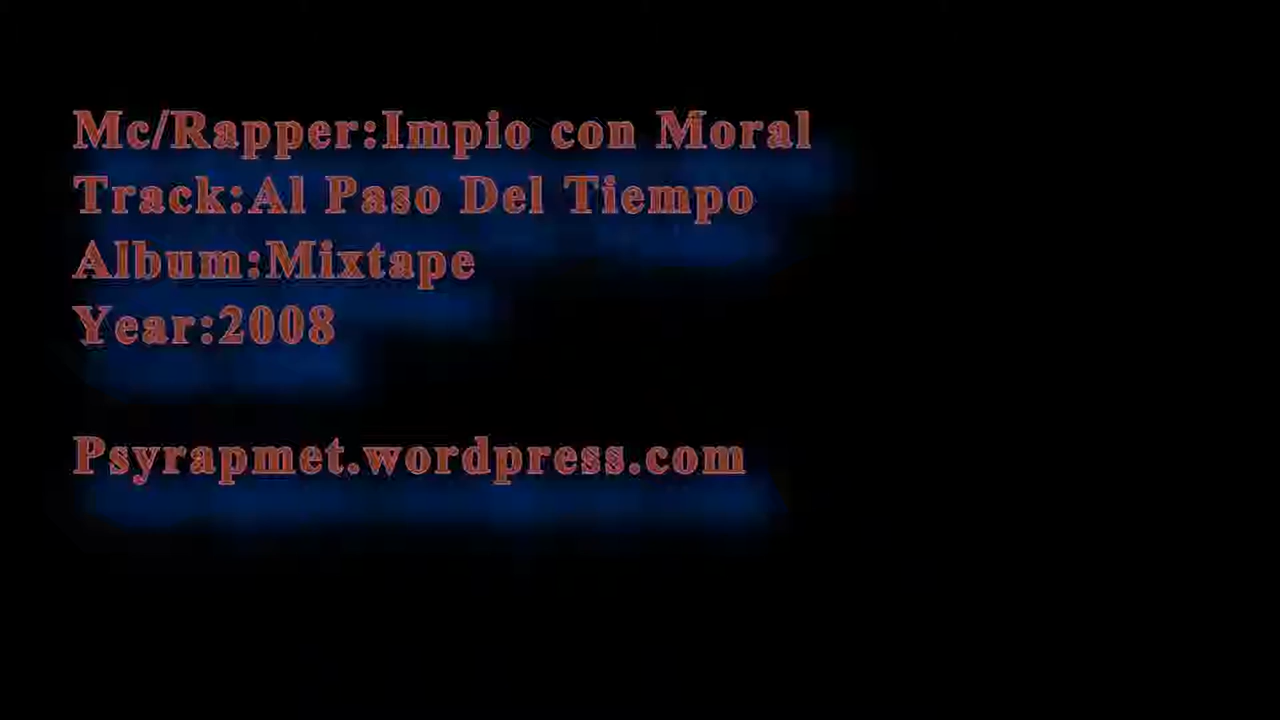 Mc/Rapper:Impio con Moral
Track:Al Paso Del Tiempo
Album:Mixtape
Year:2008
Psyrapmet.wordpress.com